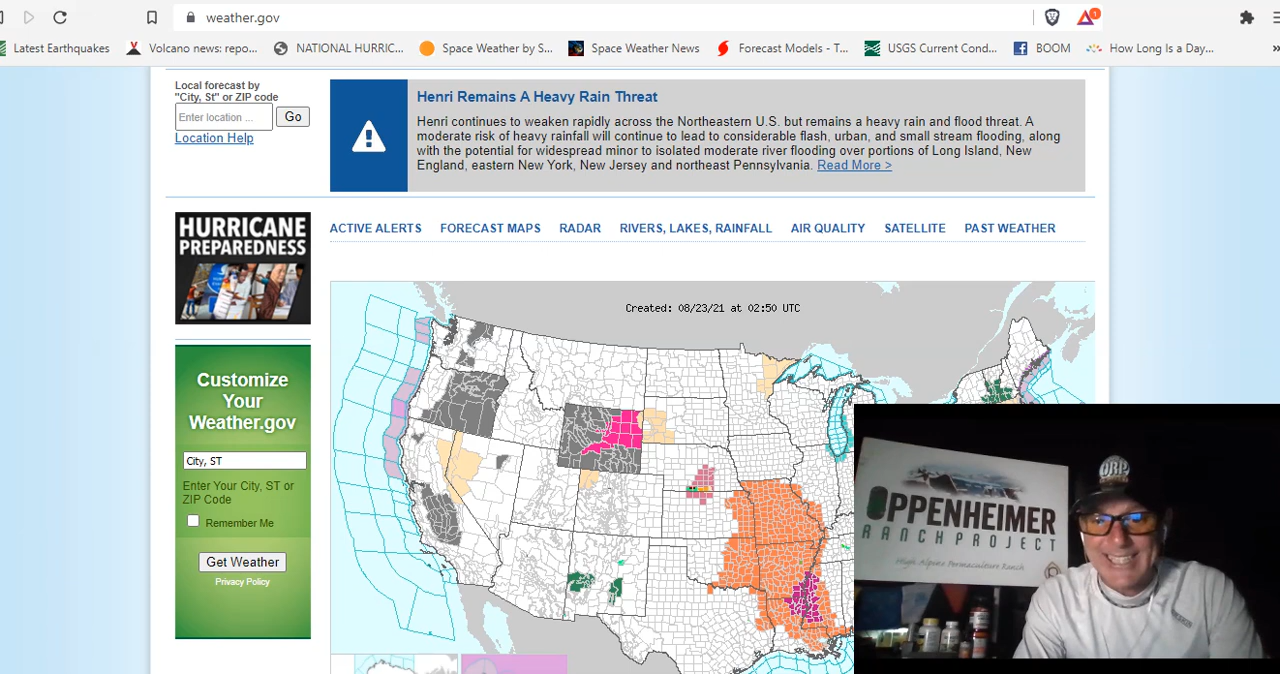 weather.gov
1
Latest Earthquakes
Volcano news: repo...
NATIONAL HURRIC...
Space Weather by S...
Space Weather News
Forecast Models - T...
USGS Current Cond...
BOOM
How Long Is a Day...
»
Local forecast by
"City, St" or ZIP code
Enter location ...
Go
Location Help
Henri Remains A Heavy Rain Threat
Henri continues to weaken rapidly across the Northeastern U.S. but remains a heavy rain and flood threat. A
moderate risk of heavy rainfall will continue to lead to considerable flash, urban, and small stream flooding, along
with the potential for widespread minor to isolated moderate river flooding over portions of Long Island, New
England, eastern New York, New Jersey and northeast Pennsylvania. Read More >
HURRICANE
PREPAREDNESS
ACTIVE ALERTS
FORECAST MAPS
RADAR
RIVERS, LAKES, RAINFALL
AIR QUALITY
SATELLITE
PAST WEATHER
Created: 08/23/21 at 02:50 UTC
Customize
Your
Weather.gov
City, ST
Enter Your City, ST or
ZIP Code
Remember Me
Get Weather
Privacy Policy
OPPENHEIMER
RANCH PROJECT
High Alpine Permaculture Ranch
ORP